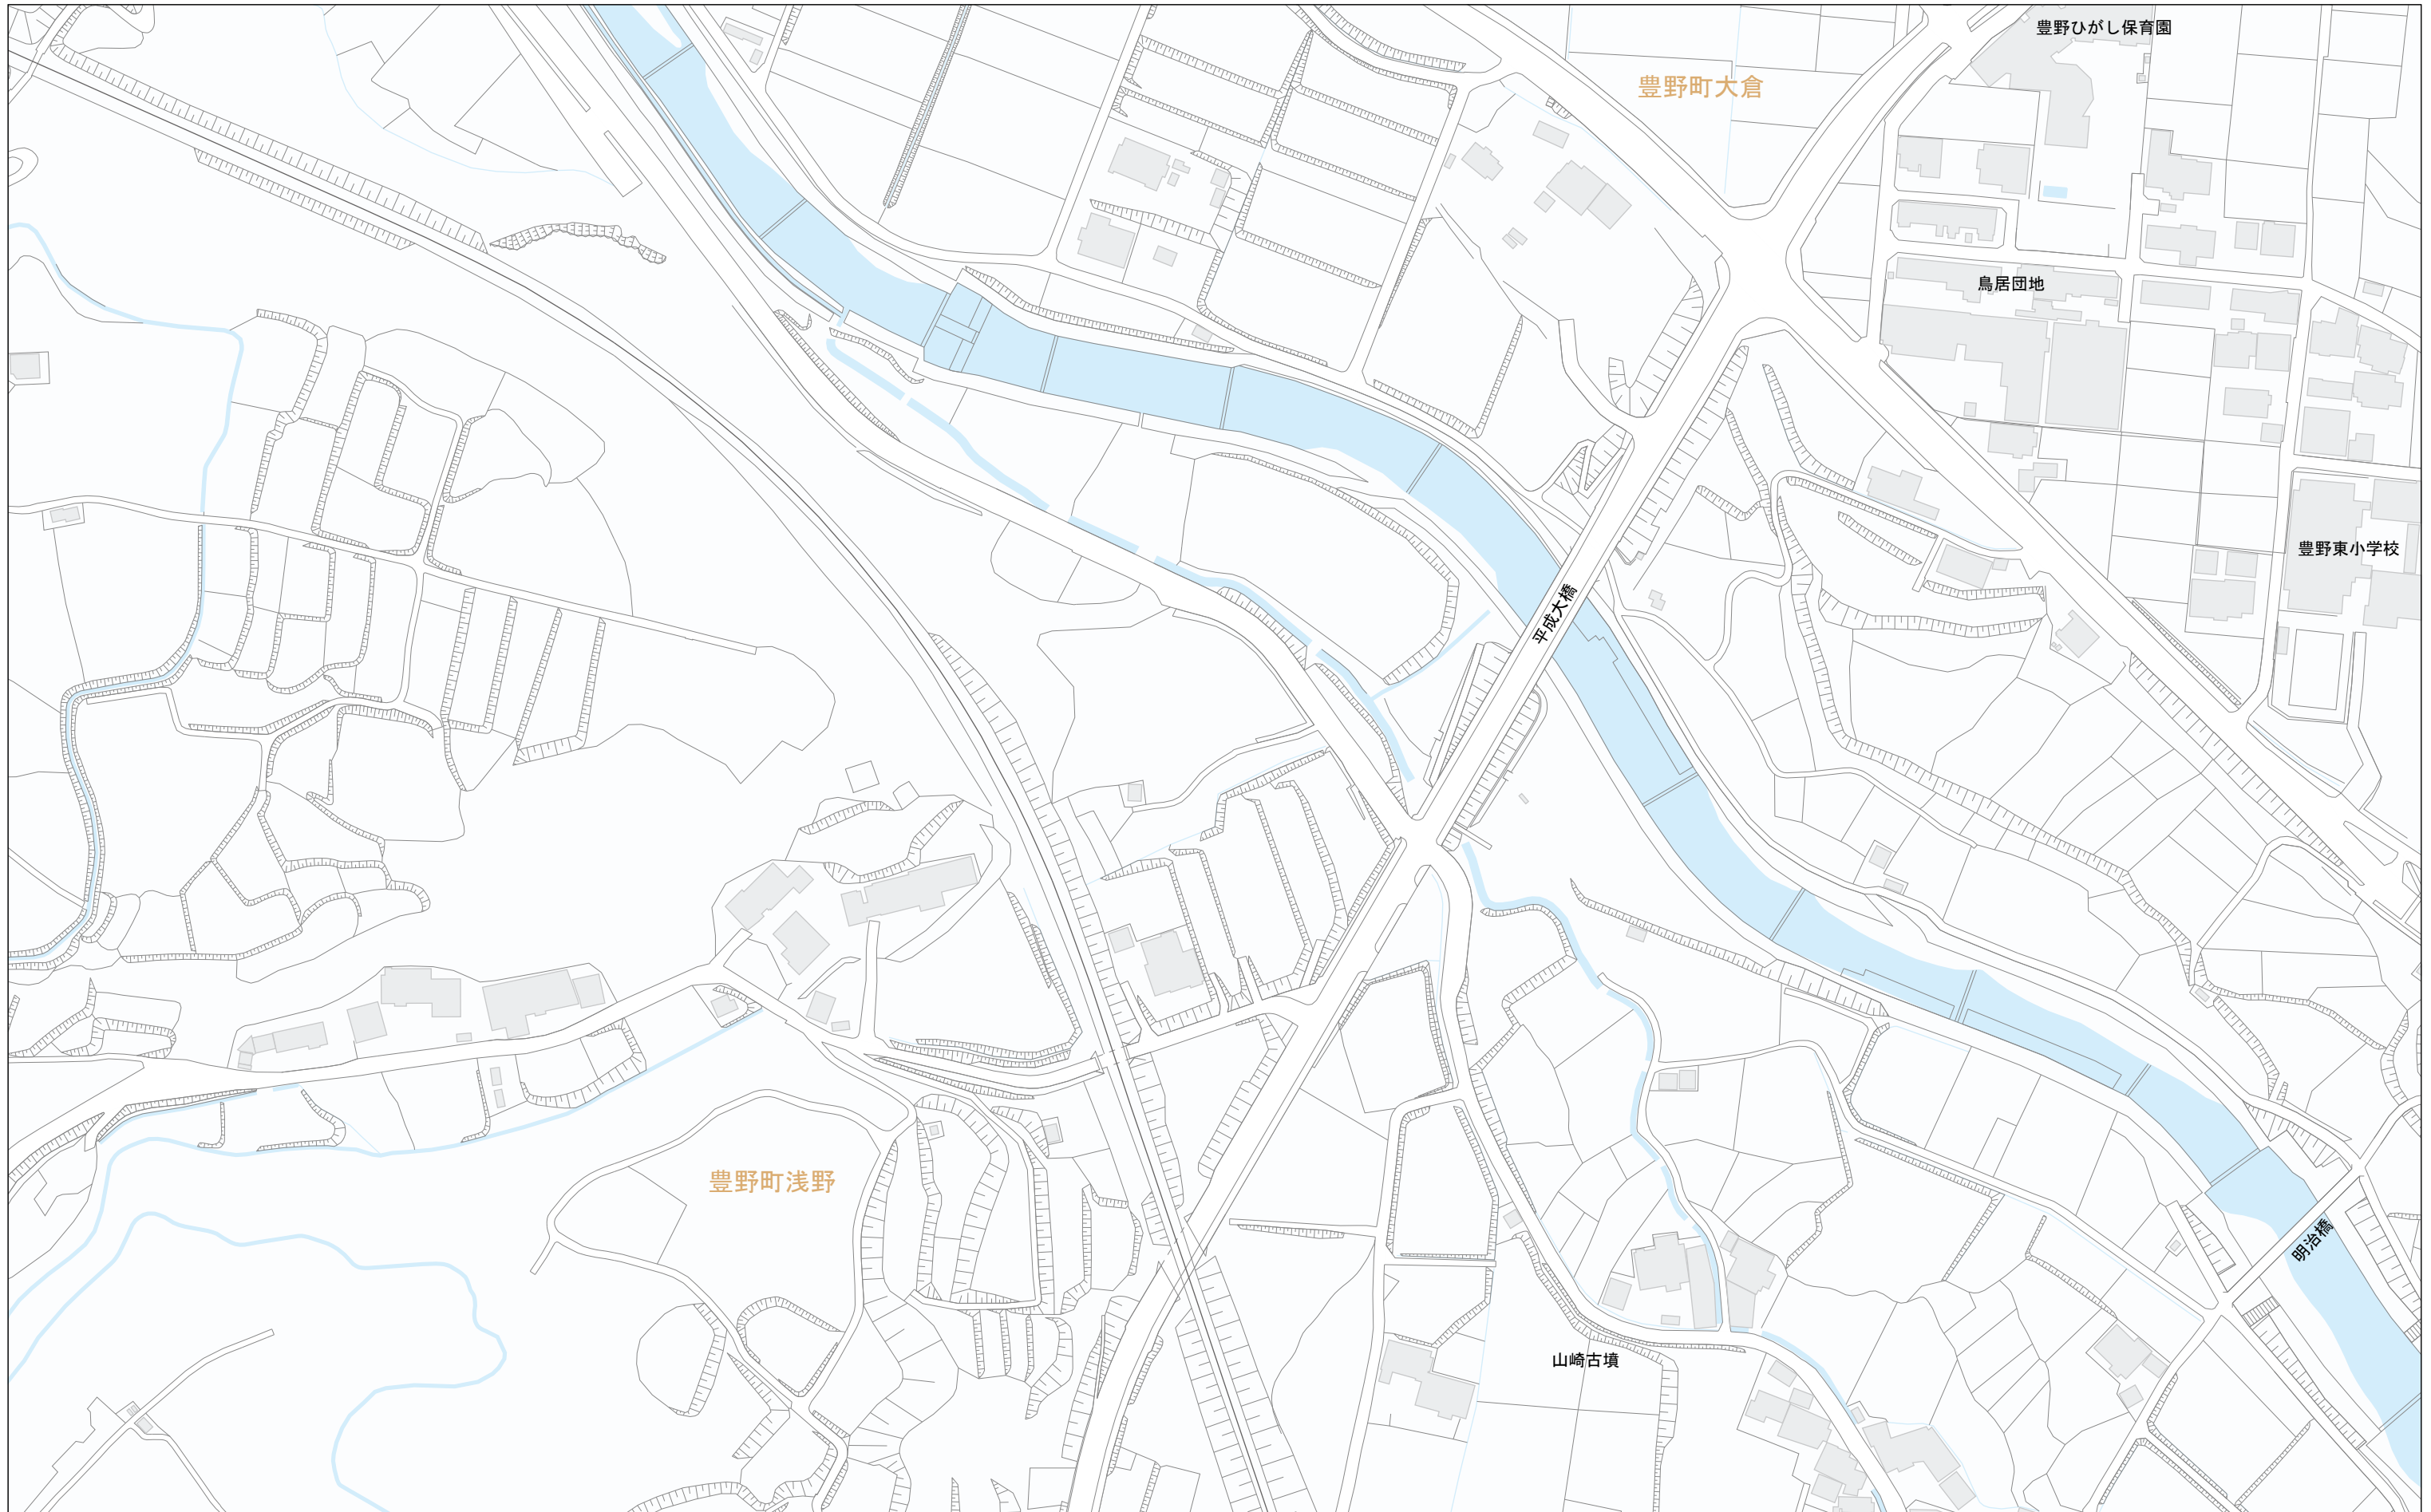 豊野ひがし保育園
豊野町大倉
鳥居団地
豊野東小学校
平成大橋
豊野町浅野
明治橋
山崎古墳